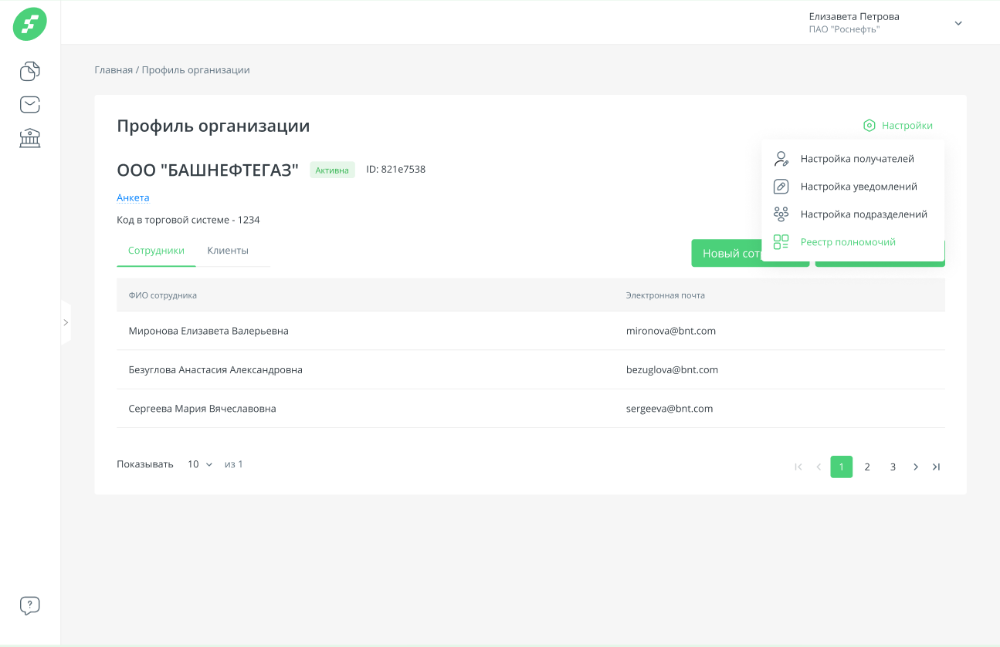 Елизавета Петрова
ПАО "Роснефть"
Главная / Профиль организации
Профиль организации
Настройки
ООО "БАШНЕФТЕГАЗ" Активна ID: 821e7538
Настройка получателей
Настройка уведомлений
Настройка подразделений
Реестр полномочий
Анкета
Код в торговой системе - 1234
Сотрудники Клиенты
Новый
ФИО сотрудника Электронная почта
Миронова Елизавета Валерьевна mironova@bnt.com
Безуглова Анастасия Александровна bezuglova@bnt.com
Сергеева Мария Вячеславовна sergeeva@bnt.com
Показывать 10 из 1
1 2 3
?